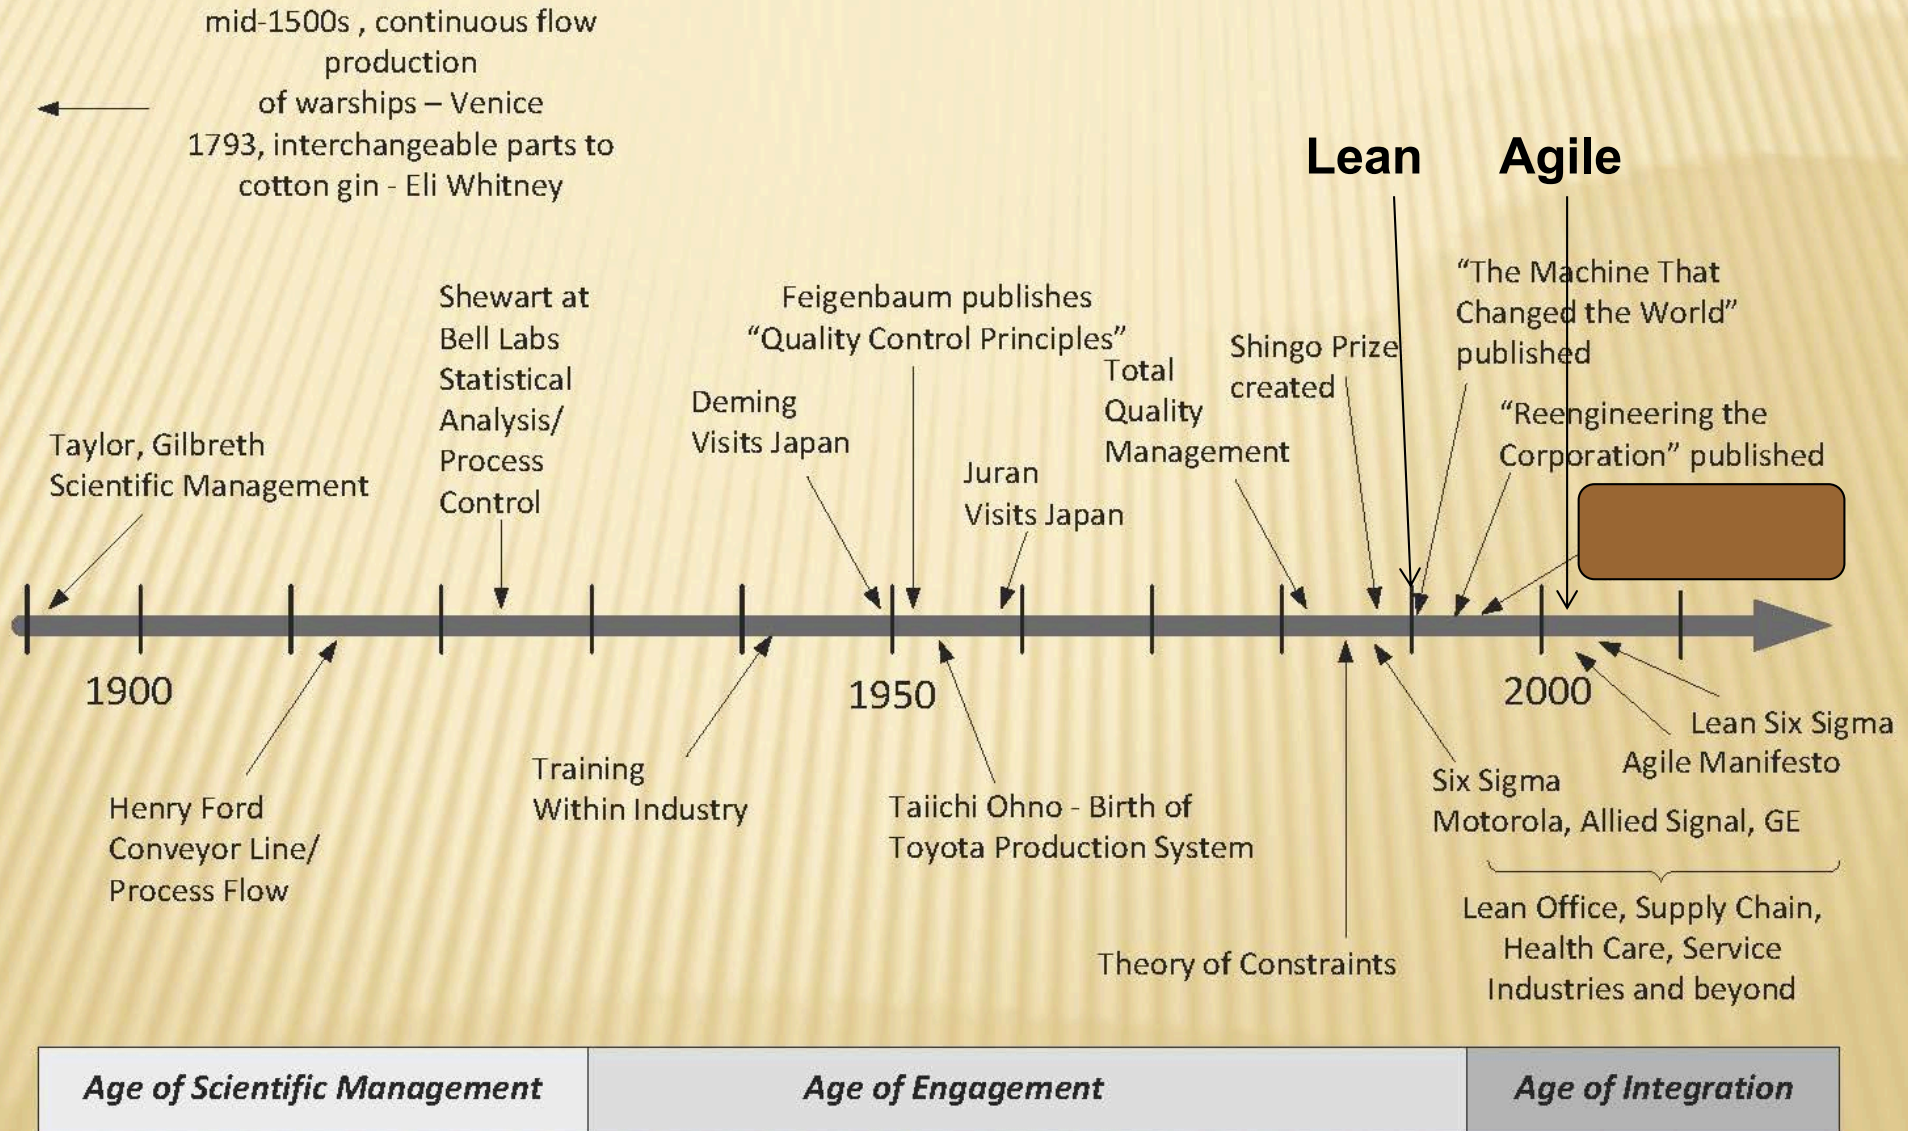 mid-1500s , continuous flow
production
of warships – Venice
1793, interchangeable parts to
cotton gin - Eli Whitney
Lean
Agile
Taylor, Gilbreth
Scientific Management
Shewart at
Bell Labs
Statistical
Analysis/
Process
Control
Deming
Visits Japan
Feigenbaum publishes
“Quality Control Principles”
Juran
Visits Japan
Total
Quality
Management
Shingo Prize
created
“The Machine That
Changed the World”
published
“Reengineering the
Corporation” published
1900
1950
2000
Henry Ford
Conveyor Line/
Process Flow
Training
Within Industry
Taiichi Ohno - Birth of
Toyota Production System
Theory of Constraints
Six Sigma
Motorola, Allied Signal, GE
Lean Six Sigma
Agile Manifesto
Lean Office, Supply Chain,
Health Care, Service
Industries and beyond
Age of Scientific Management
Age of Engagement
Age of Integration